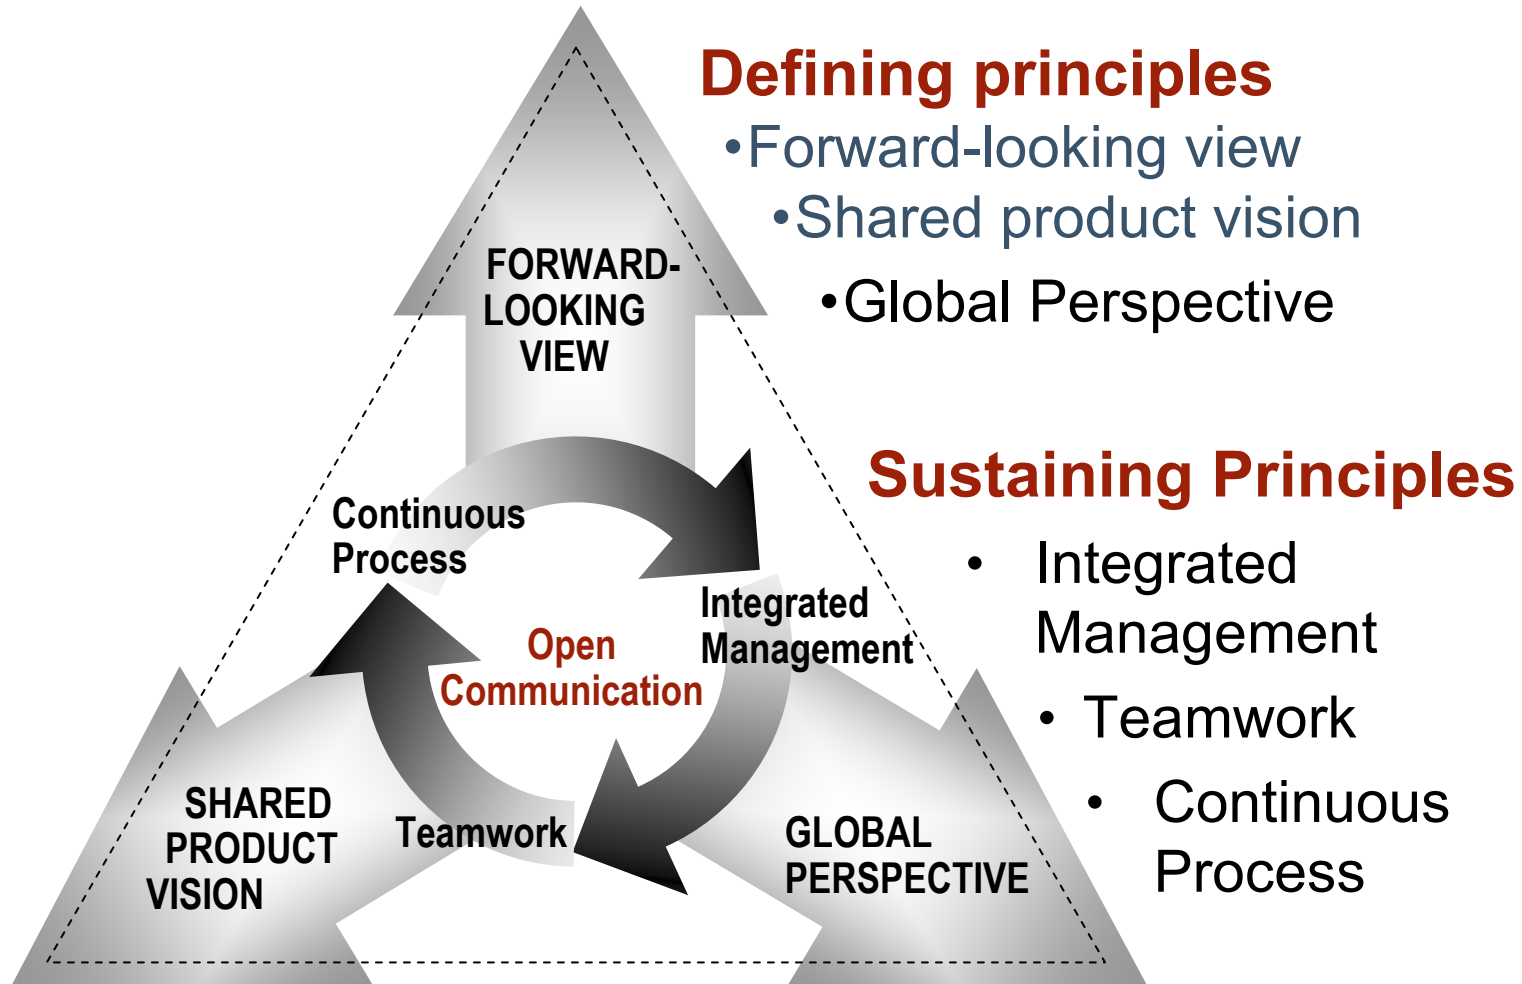 Defining principles
•Forward-looking view
•Shared product vision
•Global Perspective
Sustaining Principles
• Integrated
Management
• Teamwork
• Continuous
Process
FORWARD-
LOOKING
VIEW
Continuous
Process
Integrated
Management
Open
Communication
Teamwork
SHARED
PRODUCT
VISION
GLOBAL
PERSPECTIVE